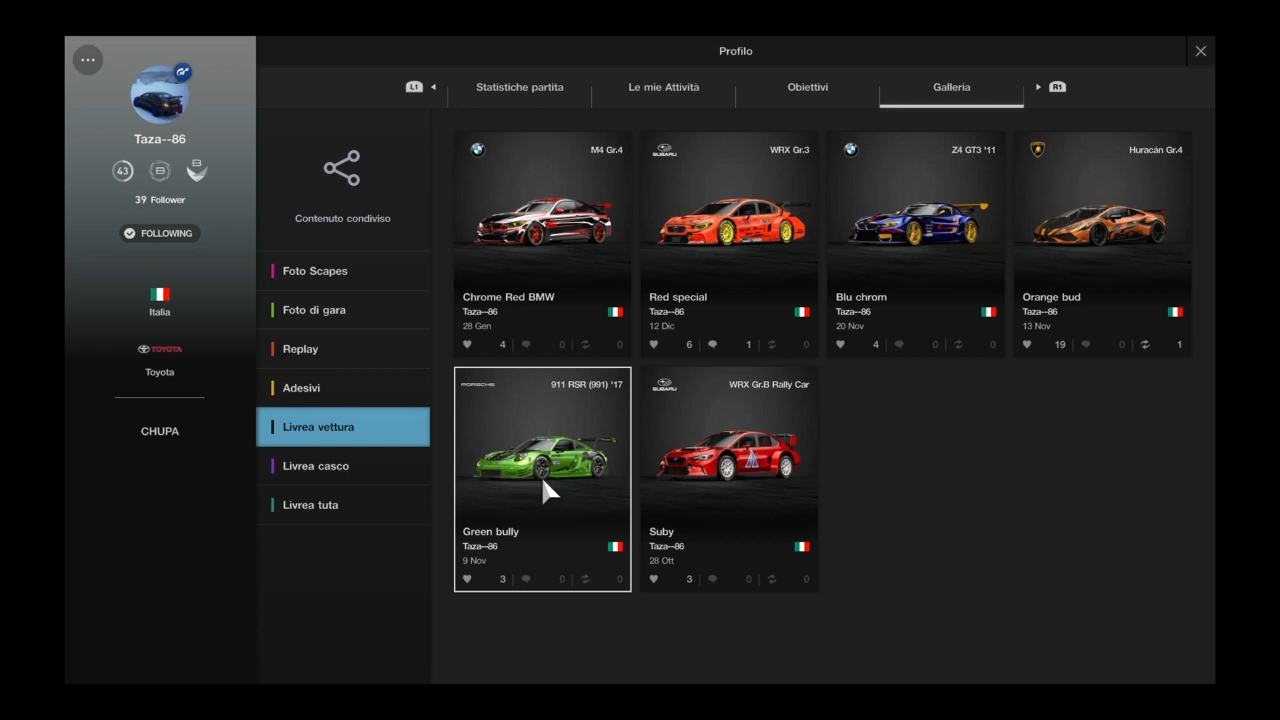 Profilo
L1
Statistiche partita
Le mie Attività
Obiettivi
Galleria
R1
Taza--86
43
B
B
39 Follower
FOLLOWING
Italia
TOYOTA
Toyota
CHUPA
Contenuto condiviso
Foto Scapes
Foto di gara
Replay
Adesivi
Livrea vettura
Livrea casco
Livrea tuta
M4 Gr.4
Chrome Red BMW
Taza--86
28 Gen
4 0 0
SUBARU
WRX Gr.3
Red special
Taza--86
12 Dic
6 1 0
Z4 GT3 '11
Blu chrom
Taza--86
20 Nov
4 0 0
Huracán Gr.4
Orange bud
Taza--86
13 Nov
19 0 1
PORSCHE
911 RSR (991) '17
Green bully
Taza--86
9 Nov
3 0 0
SUBARU
WRX Gr.B Rally Car
Suby
Taza--86
28 Ott
3 0 0